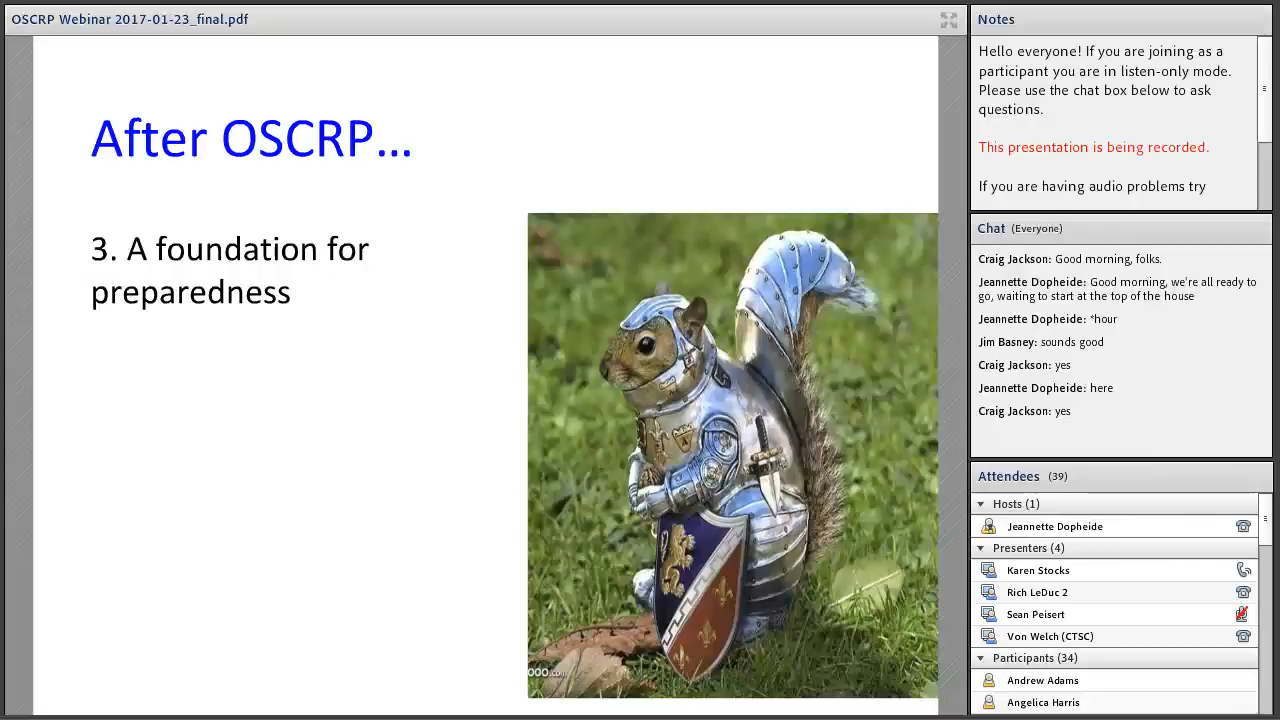 OSCRP Webinar 2017-01-23_final.pdf
After OSCRP...
3. A foundation for
preparedness
Notes
Hello everyone! If you are joining as a
participant you are in listen-only mode.
Please use the chat box below to ask
questions.
This presentation is being recorded.
If you are having audio problems try
Chat (Everyone)
Craig Jackson: Good morning, folks.
Jeannette Dopheide: Good morning, we're all ready to
go, waiting to start at the top of the house
Jeannette Dopheide: *hour
Jim Basney: sounds good
Craig Jackson: yes
Jeannette Dopheide: here
Craig Jackson: yes
Attendees (39)
Hosts (1)
Jeannette Dopheide
Presenters (4)
Karen Stocks
Rich LeDuc 2
Sean Peisert
Von Welch (CTSC)
Participants (34)
Andrew Adams
Angelica Harris